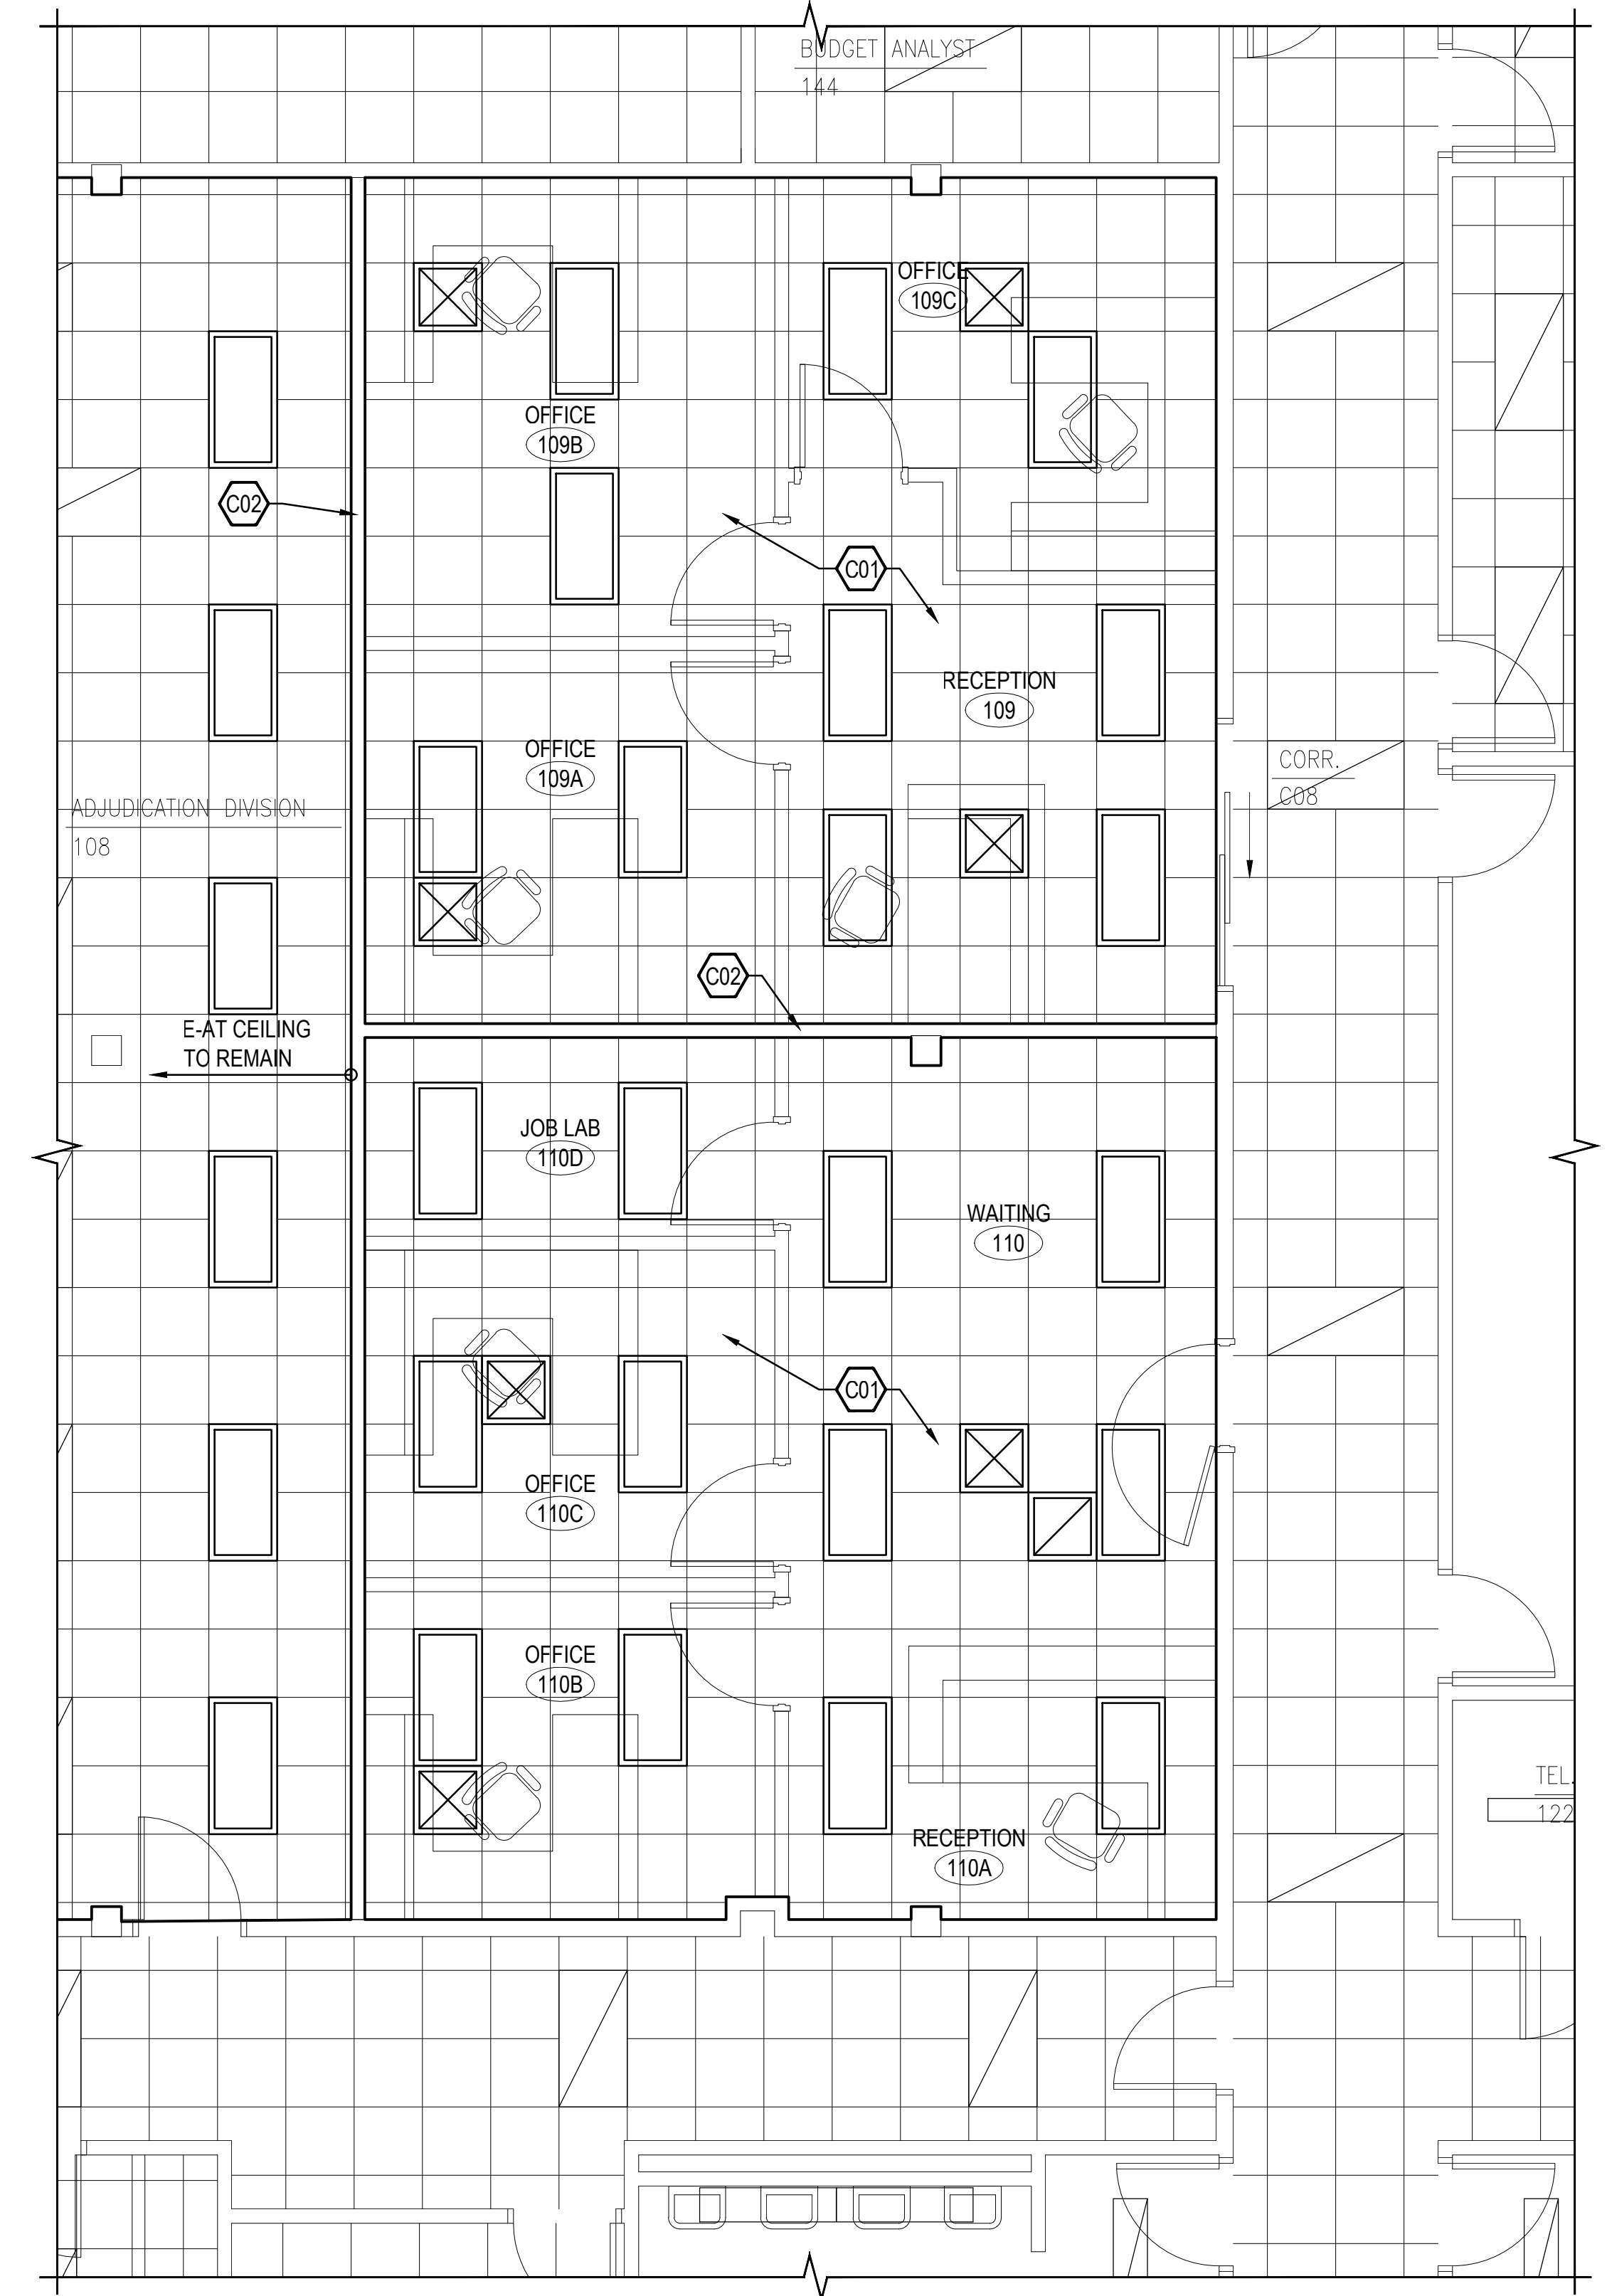 BUDGET ANALYST
144
OFFICE
109C
OFFICE
109B
C02
C01
RECEPTION
109
OFFICE
109A
CORR.
C08
ADJUDICATION DIVISION
108
C02
E-AT CEILING
TO REMAIN
JOB LAB
110D
WAITING
110
C01
OFFICE
110C
OFFICE
110B
TEL.
122
RECEPTION
110A